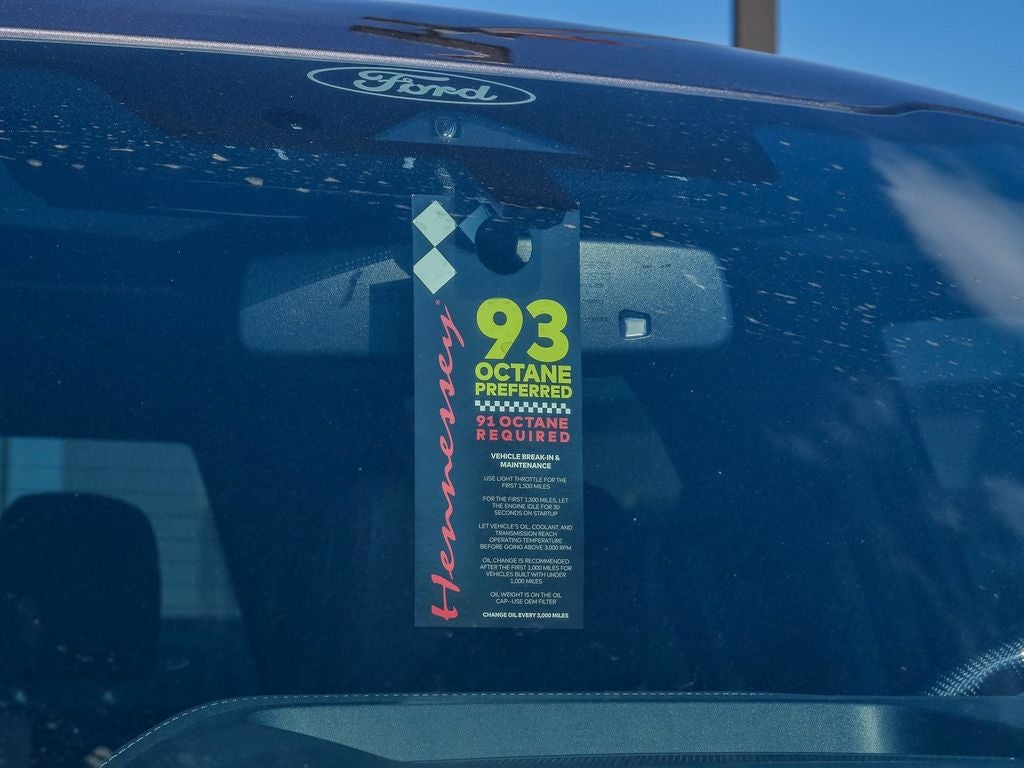 Ford
Hennessey®
93
OCTANE
PREFERRED
91 OCTANE
REQUIRED
VEHICLE BREAK-IN &
MAINTENANCE
USE LIGHT THROTTLE FOR THE
FIRST 1,500 MILES
FOR THE FIRST 1,500 MILES, LET
THE ENGINE IDLE FOR 30
SECONDS ON STARTUP
LET VEHICLE'S OIL, COOLANT, AND
TRANSMISSION REACH
OPERATING TEMPERATURE
BEFORE GOING ABOVE 3,000 RPM
OIL CHANGE IS RECOMMENDED
AFTER THE FIRST 1,000 MILES FOR
VEHICLES BUILT WITH UNDER
1,000 MILES
OIL WEIGHT IS ON THE OIL
CAP--USE OEM FILTER
CHANGE OIL EVERY 3,000 MILES